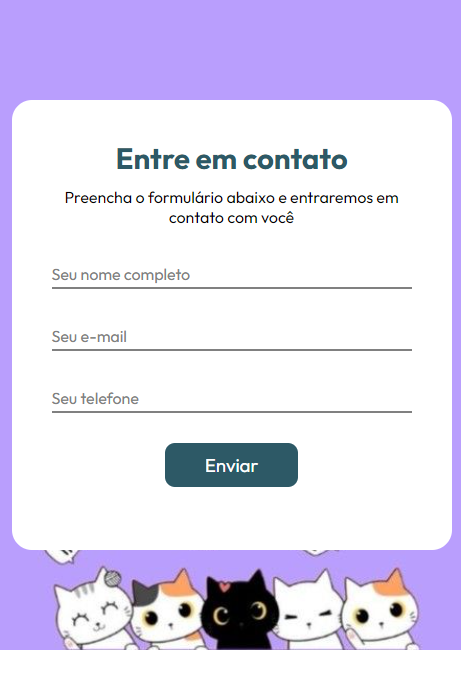 Entre em contato
Preencha o formulário abaixo e entraremos em
contato com você
Seu nome completo
Seu e-mail
Seu telefone
Enviar